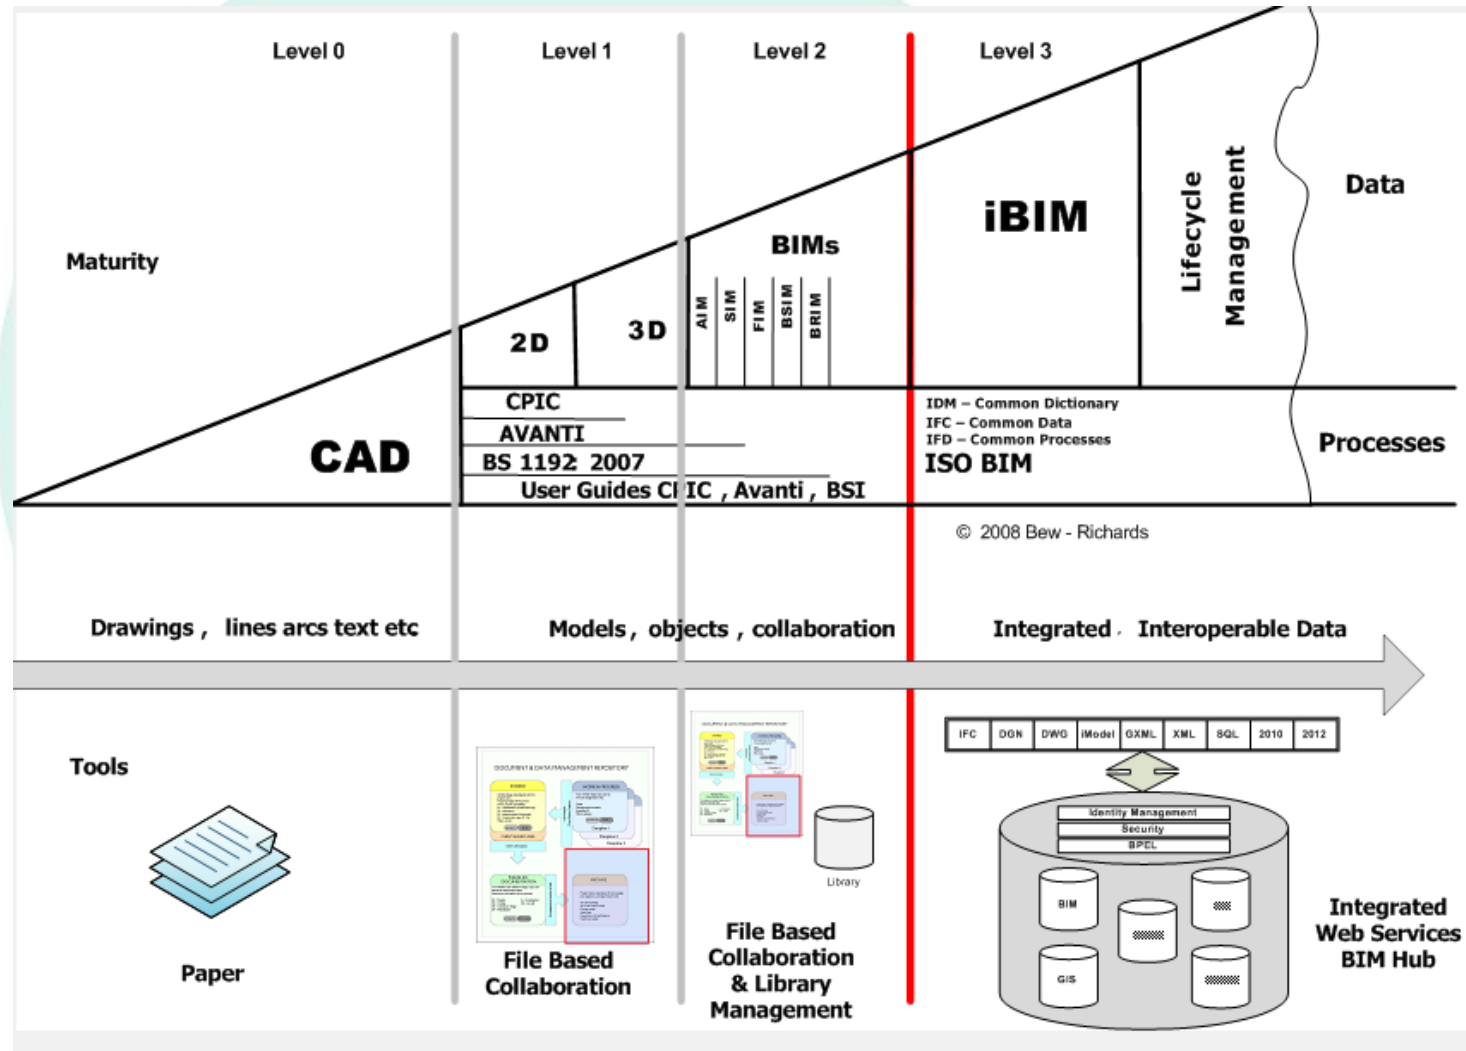 Level 0
Level 1
Level 2
Level 3
Maturity
CAD
2D
3D
BIMs
AIM
SIM
FIM
BSIM
BRIM
iBIM
Lifecycle
Management
Data
CPIC
AVANTI
BS 1192: 2007
User Guides CPIC , Avanti , BSI
IDM – Common Dictionary
IFC – Common Data
IFD – Common Processes
ISO BIM
Processes
© 2008 Bew - Richards
Drawings , lines arcs text etc
Models , objects , collaboration
Integrated , Interoperable Data
Tools
Paper
DOCUMENT & DATA MANAGEMENT REPOSITORY
File Based
Collaboration
Library
File Based
Collaboration
& Library
Management
IFC DGN DWG iModel GXML XML SQL 2010 2012
Identity Management
Security
BPEL
BIM
GIS
Integrated
Web Services
BIM Hub